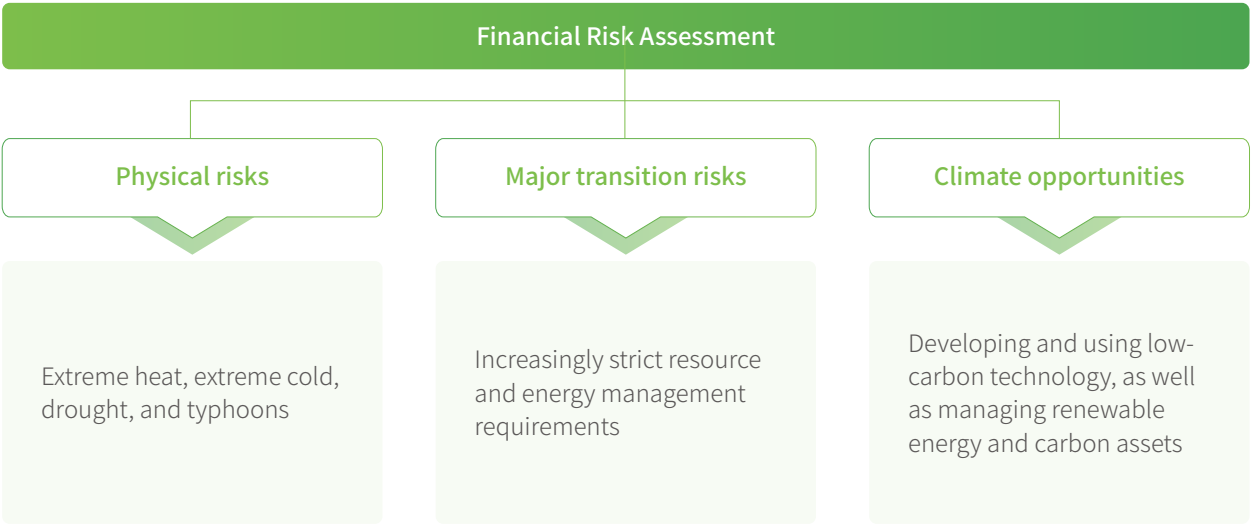 Financial Risk Assessment
Physical risks
Extreme heat, extreme cold,
drought, and typhoons
Major transition risks
Increasingly strict resource
and energy management
requirements
Climate opportunities
Developing and using low-
carbon technology, as well
as managing renewable
energy and carbon assets